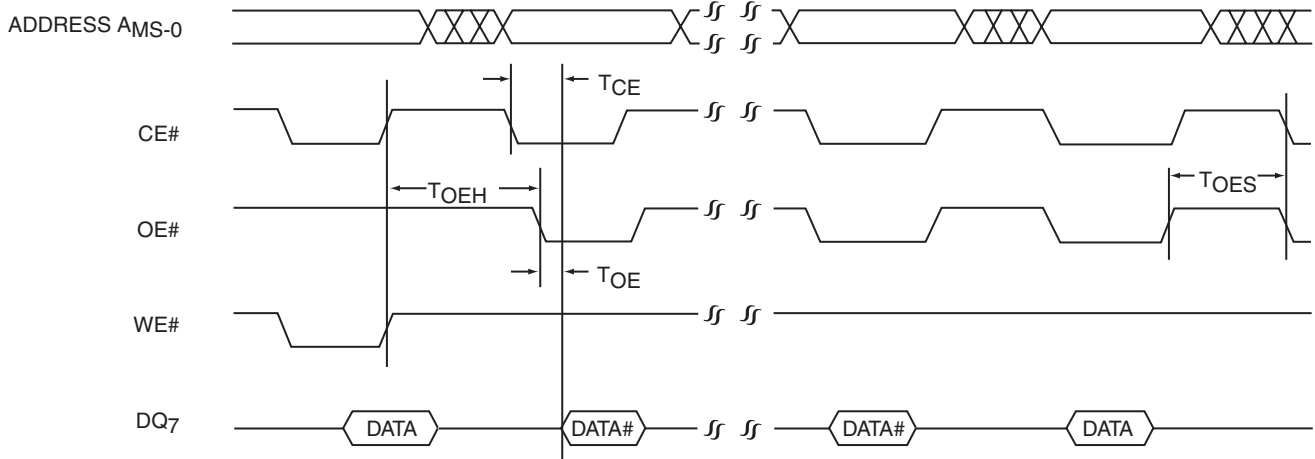 ADDRESS AMS-0
TCE
CE#
TOEH
TOES
OE#
TOE
WE#
DQ7
DATA
DATA#
DATA#
DATA